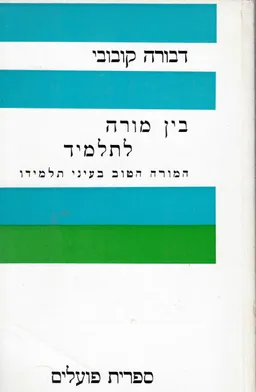 דבורה קובובי
בין מורה
לתלמיד
המורה הטוב בעיני תלמידו
ספרית פועלים